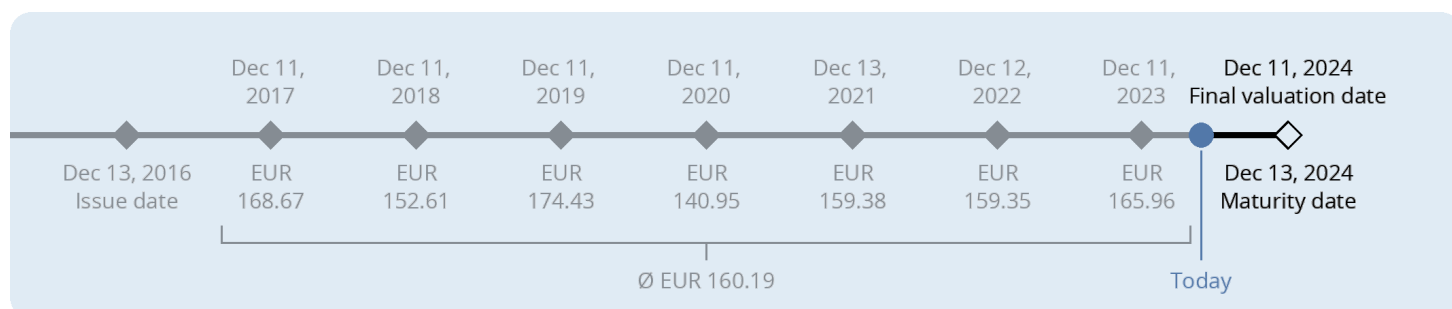 Dec 11,
2017
Dec 11,
2018
Dec 11,
2019
Dec 11,
2020
Dec 13,
2021
Dec 12,
2022
Dec 11,
2023
Dec 11, 2024
Final valuation date
Dec 13, 2016
Issue date
EUR
168.67
EUR
152.61
EUR
174.43
EUR
140.95
EUR
159.38
EUR
159.35
EUR
165.96
Dec 13, 2024
Maturity date
Ø EUR 160.19
Today